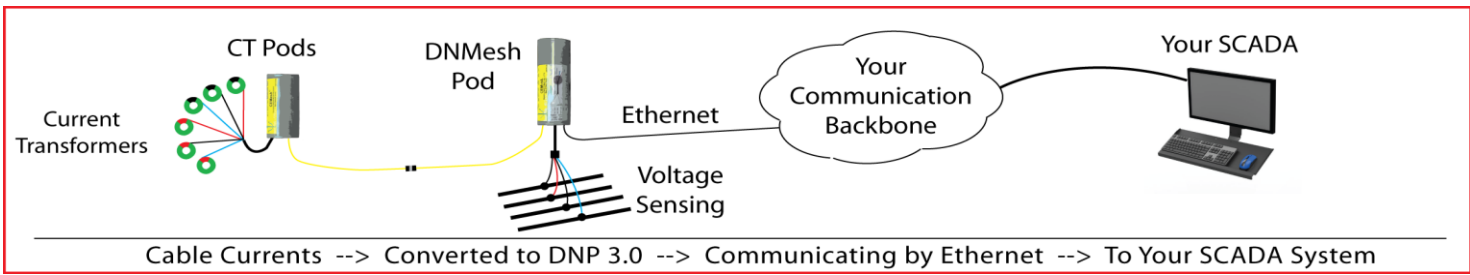 CT Pods
DNMesh
Pod
Your SCADA
Your
Communication
Backbone
Ethernet
Current
Transformers
Voltage
Sensing
Cable Currents --> Converted to DNP 3.0 --> Communicating by Ethernet --> To Your SCADA System